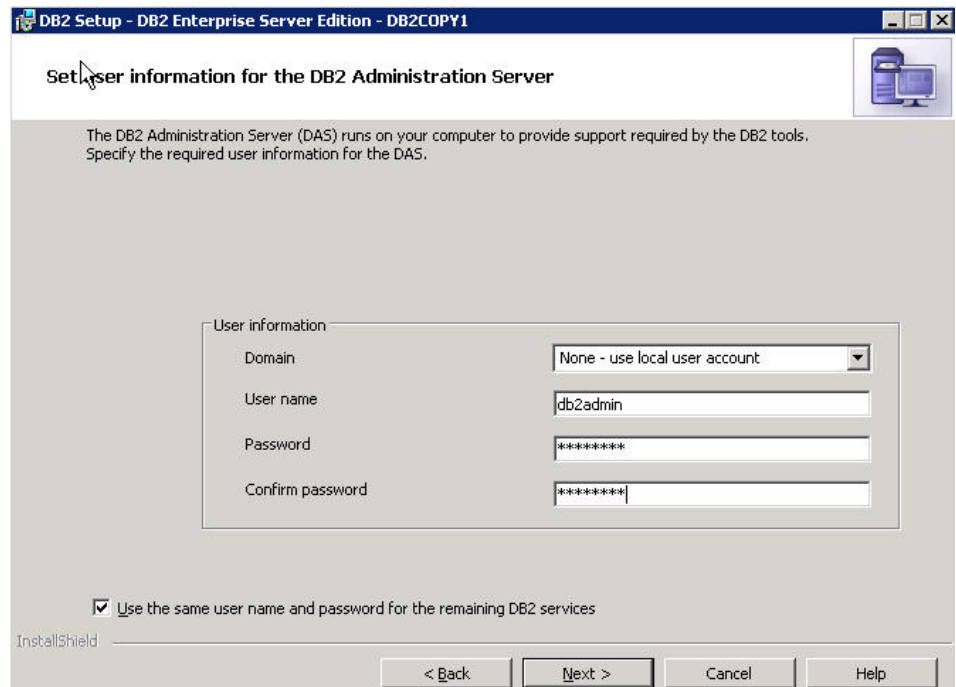 DB2 Setup - DB2 Enterprise Server Edition - DB2COPY1
Set user information for the DB2 Administration Server
The DB2 Administration Server (DAS) runs on your computer to provide support required by the DB2 tools.
Specify the required user information for the DAS.
User information
Domain
None - use local user account
User name
db2admin
Password
********
Confirm password
********
Use the same user name and password for the remaining DB2 services
InstallShield
< Back
Next >
Cancel
Help